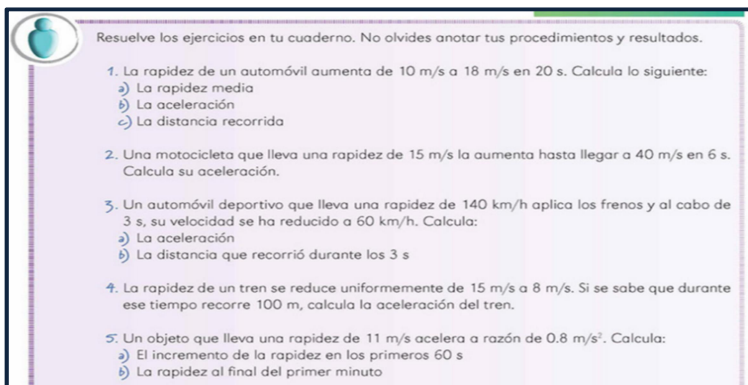 Resuelve los ejercicios en tu cuaderno. No olvides anotar tus procedimientos y resultados.
1. La rapidez de un automóvil aumenta de 10 m/s a 18 m/s en 20 s. Calcula lo siguiente:
a) La rapidez media
b) La aceleración
c) La distancia recorrida
2. Una motocicleta que lleva una rapidez de 15 m/s la aumenta hasta llegar a 40 m/s en 6 s.
Calcula su aceleración.
3. Un automóvil deportivo que lleva una rapidez de 140 km/h aplica los frenos y al cabo de
3 s, su velocidad se ha reducido a 60 km/h. Calcula:
a) La aceleración
b) La distancia que recorrió durante los 3 s
4. La rapidez de un tren se reduce uniformemente de 15 m/s a 8 m/s. Si se sabe que durante
ese tiempo recorre 100 m, calcula la aceleración del tren.
5. Un objeto que lleva una rapidez de 11 m/s acelera a razón de 0.8 m/s². Calcula:
a) El incremento de la rapidez en los primeros 60 s
b) La rapidez al final del primer minuto